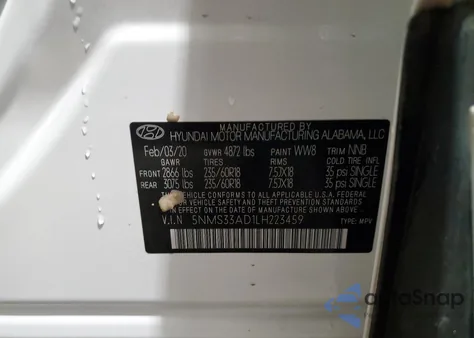 MANUFACTURED BY
HYUNDAI MOTOR MANUFACTURING ALABAMA, LLC
Feb/03/20 GVWR 4872 lbs PAINT WW8 TRIM NNB
GAWR TIRES RIMS COLD TIRE INFL.
FRONT 2866 lbs 235/60R18 7.5JX18 35 psi SINGLE
REAR 3075 lbs 235/60R18 7.5JX18 35 psi SINGLE
THIS VEHICLE CONFORMS TO ALL APPLICABLE U.S.A. FEDERAL
MOTOR VEHICLE SAFETY AND THEFT PREVENTION STANDARDS
IN EFFECT ON THE DATE OF MANUFACTURE SHOWN ABOVE.
V.I.N 5NMS33AD1LH223459 TYPE: MPV
autoSnap